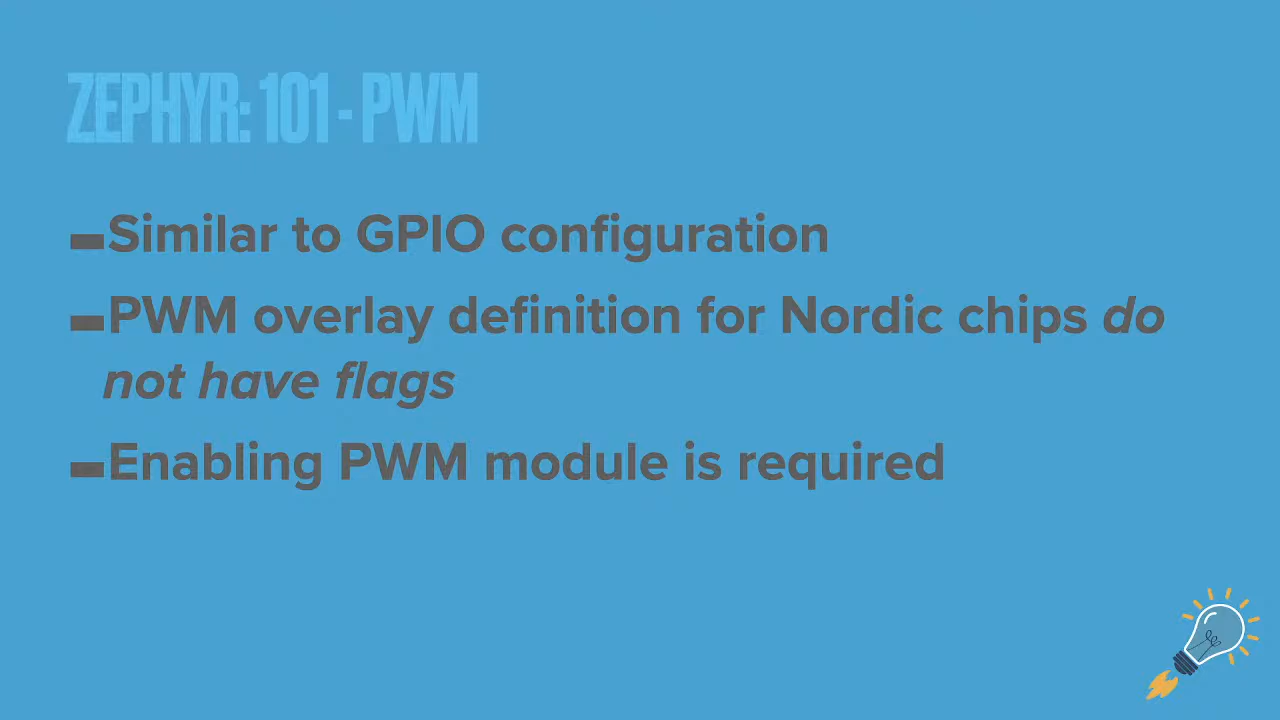 ZEPHYR: 101 - PWM
-Similar to GPIO configuration
-PWM overlay definition for Nordic chips do
not have flags
-Enabling PWM module is required